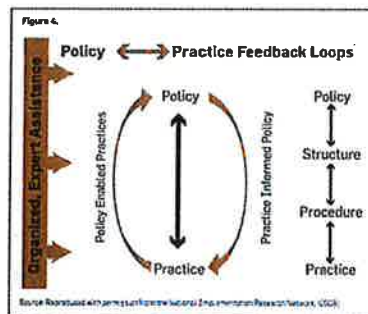 Figure 4.
Policy Practice Feedback Loops
Organized, Expert Assistance
Policy Enabled Practices
Policy
Practice
Practice Informed Policy
Policy
Structure
Procedure
Practice
Source: Reproduced with permission from the National Implementation Research Network,